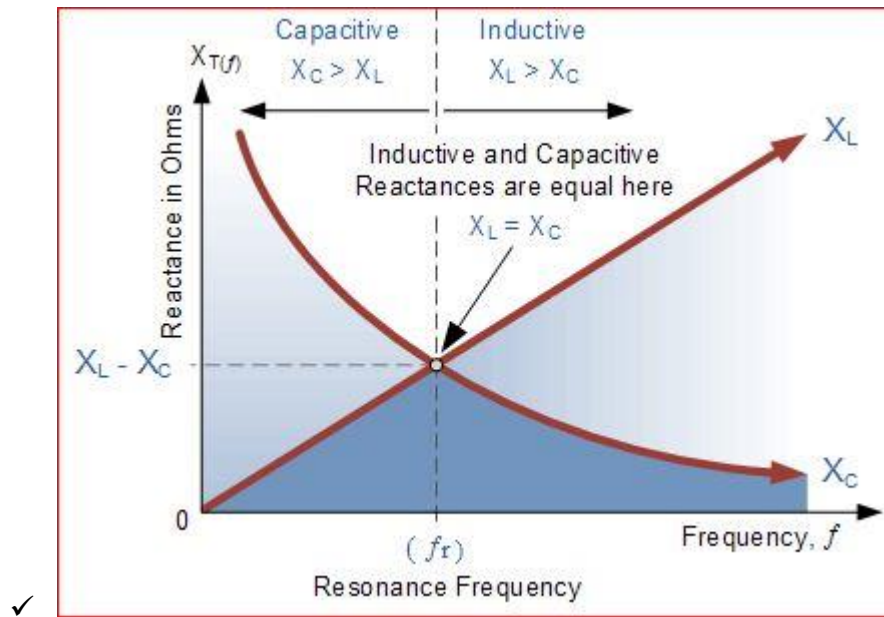 Capacitive
X_C > X_L
Inductive
X_L > X_C
X_T(f)
Reactance in Ohms
Inductive and Capacitive
Reactances are equal here
X_L = X_C
X_L
X_L - X_C
X_C
0
(fr)
Frequency, f
Resonance Frequency